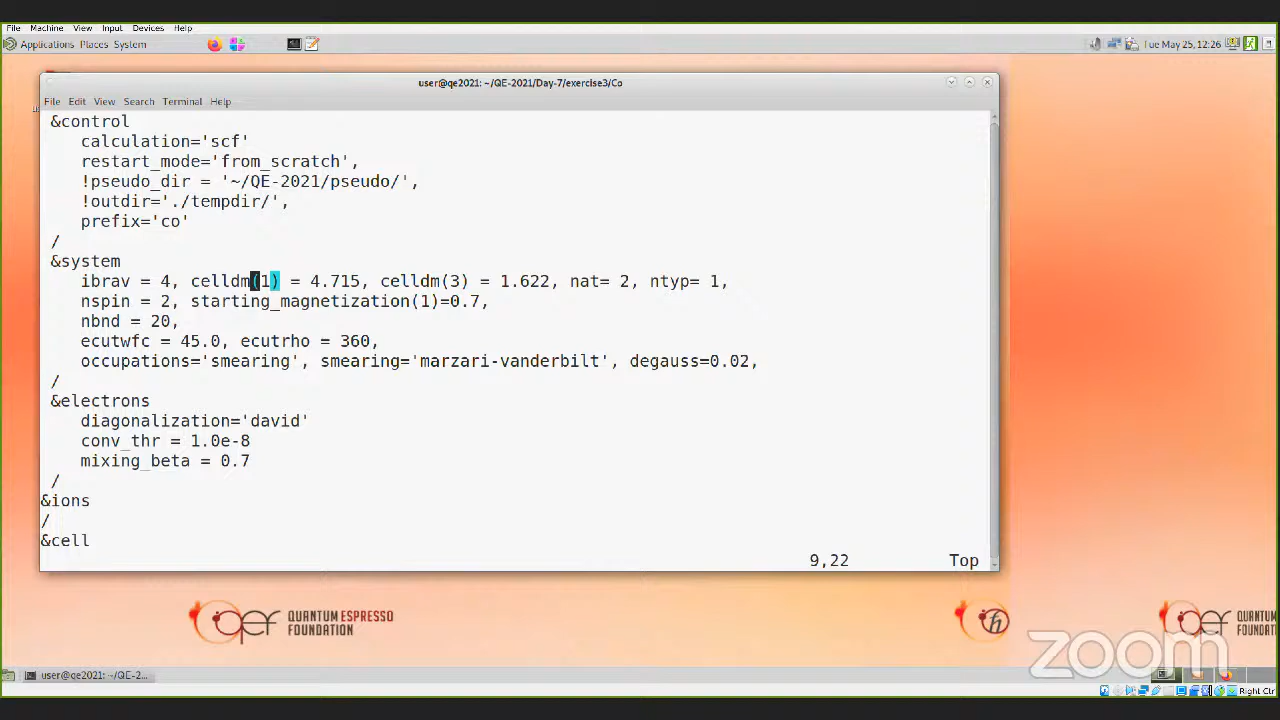 File Machine View Input Devices Help
Applications Places System
Tue May 25, 12:26
user@qe2021: ~/QE-2021/Day-7/exercise3/Co
File Edit View Search Terminal Help
&control
calculation='scf'
restart_mode='from_scratch',
!pseudo_dir = '~/QE-2021/pseudo/',
!outdir='./tempdir/',
prefix='co'
/
&system
ibrav = 4, celldm(1) = 4.715, celldm(3) = 1.622, nat= 2, ntyp= 1,
nspin = 2, starting_magnetization(1)=0.7,
nbnd = 20,
ecutwfc = 45.0, ecutrho = 360,
occupations='smearing', smearing='marzari-vanderbilt', degauss=0.02,
/
&electrons
diagonalization='david'
conv_thr = 1.0e-8
mixing_beta = 0.7
/
&ions
/
&cell
9,22 Top
QUANTUM ESPRESSO
FOUNDATION
ħ
QUANTUM
FOUNDAT
zoom
user@qe2021: ~/QE-2...
Right Ctrl